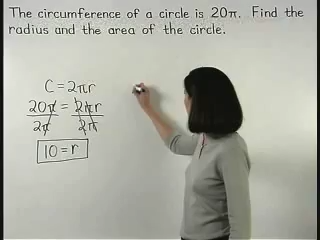 The circumference of a circle is 20π. Find the
radius and the area of the circle.
C = 2πr
20π = 2πr
2π 2π
10 = r